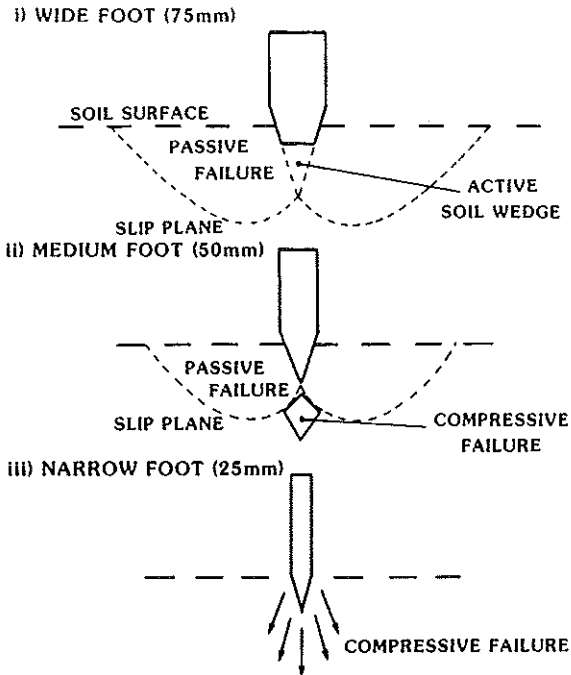 i) WIDE FOOT (75mm)
SOIL SURFACE
PASSIVE
FAILURE
ACTIVE
SOIL WEDGE
SLIP PLANE
ii) MEDIUM FOOT (50mm)
PASSIVE
FAILURE
SLIP PLANE
COMPRESSIVE
FAILURE
iii) NARROW FOOT (25mm)
COMPRESSIVE FAILURE